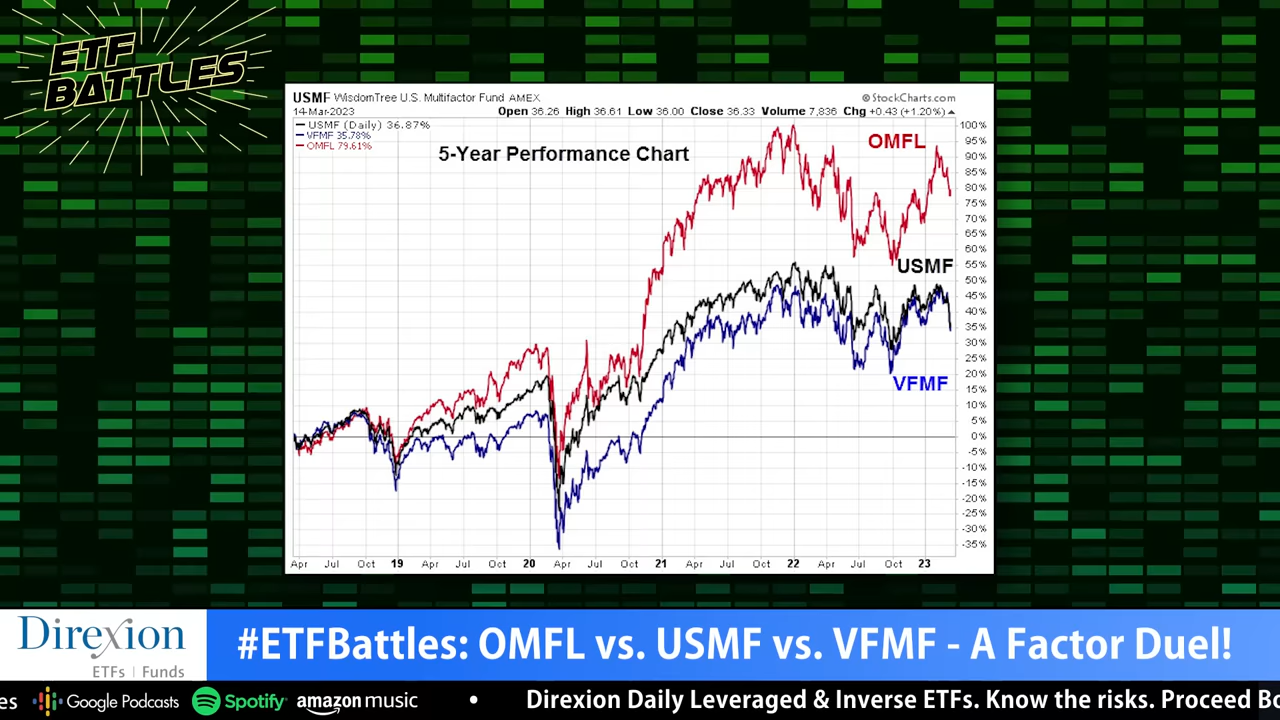 ETF
BATTLES
USMF WisdomTree U.S. Multifactor Fund AMEX
© StockCharts.com
14-Mar-2023
Open 36.26 High 36.61 Low 36.00 Close 36.33 Volume 7,836 Chg +0.43 (+1.20%)
USMF (Daily) 36.87%
VFMF 35.78%
OMFL 79.61%
5-Year Performance Chart
OMFL
USMF
VFMF
100%
95%
90%
85%
80%
75%
70%
65%
60%
55%
50%
45%
40%
35%
30%
25%
20%
15%
10%
5%
0%
-5%
-10%
-15%
-20%
-25%
-30%
-35%
Apr Jul Oct 19 Apr Jul Oct 20 Apr Jul Oct 21 Apr Jul Oct 22 Apr Jul Oct 23
Direxion
ETFs | Funds
#ETFBattles: OMFL vs. USMF vs. VFMF - A Factor Duel!
es Google Podcasts Spotify amazon music • Direxion Daily Leveraged & Inverse ETFs. Know the risks. Proceed Bo